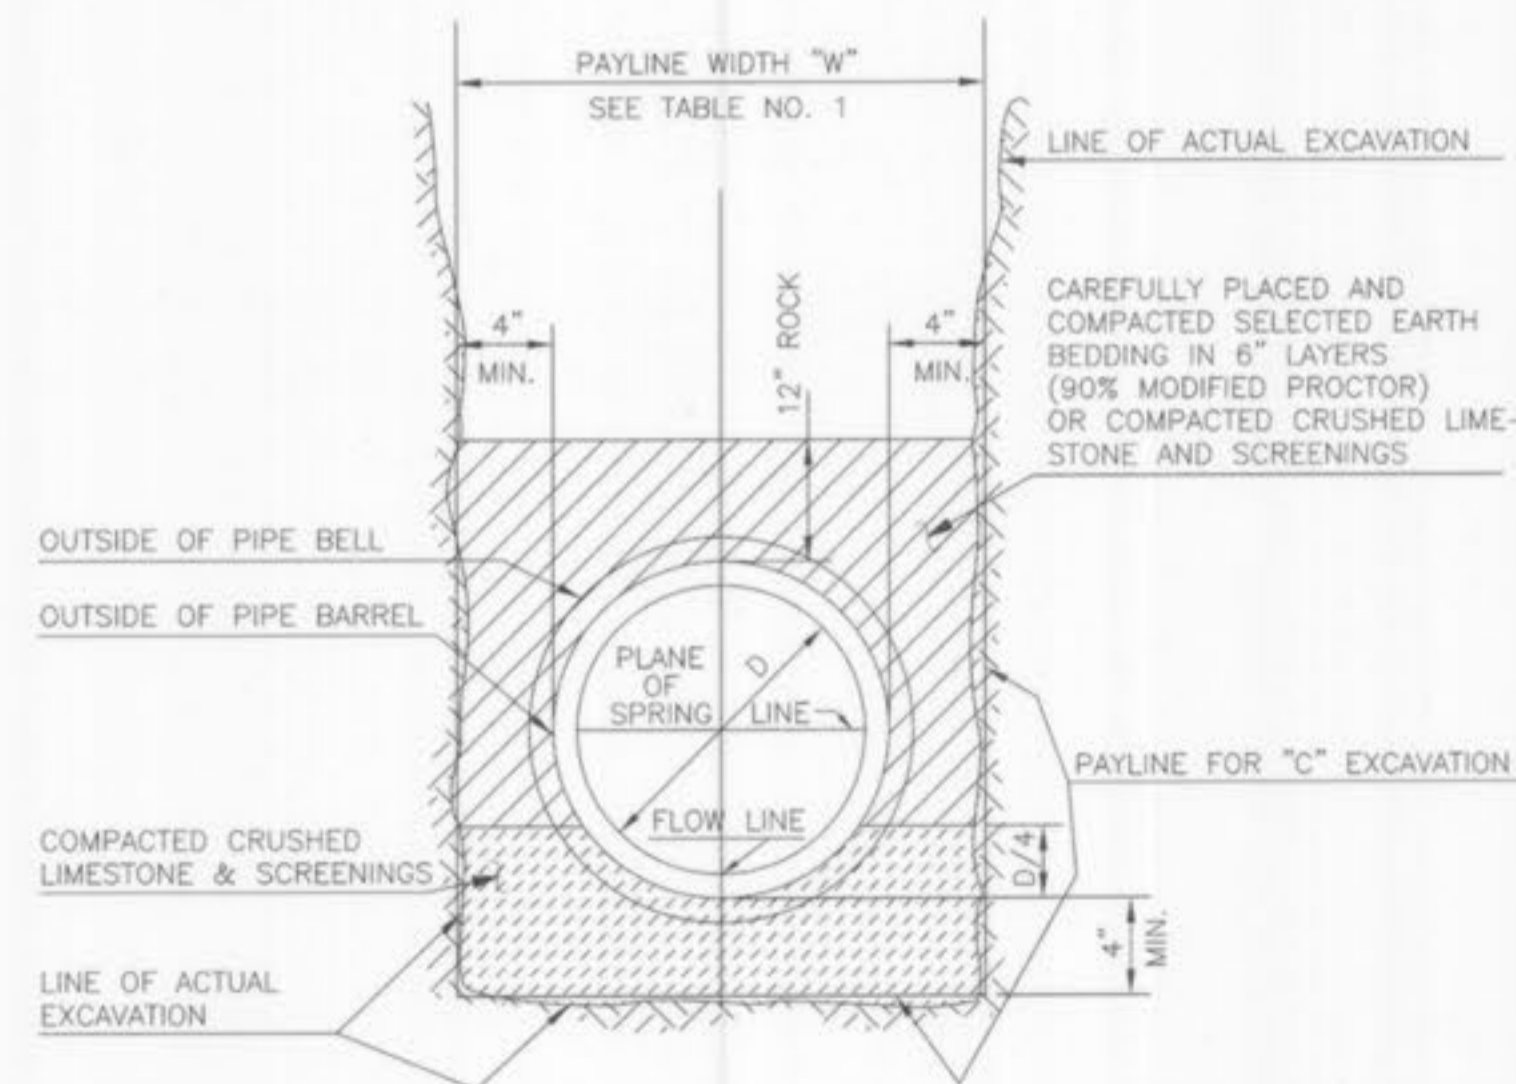 PAYLINE WIDTH "W"
SEE TABLE NO. 1
LINE OF ACTUAL EXCAVATION
4"
MIN.
12" ROCK
4"
MIN.
CAREFULLY PLACED AND
COMPACTED SELECTED EARTH
BEDDING IN 6" LAYERS
(90% MODIFIED PROCTOR)
OR COMPACTED CRUSHED LIME-
STONE AND SCREENINGS
OUTSIDE OF PIPE BELL
OUTSIDE OF PIPE BARREL
PLANE
OF
SPRING LINE
D
PAYLINE FOR "C" EXCAVATION
FLOW LINE
COMPACTED CRUSHED
LIMESTONE & SCREENINGS
D/4
4"
MIN.
LINE OF ACTUAL
EXCAVATION